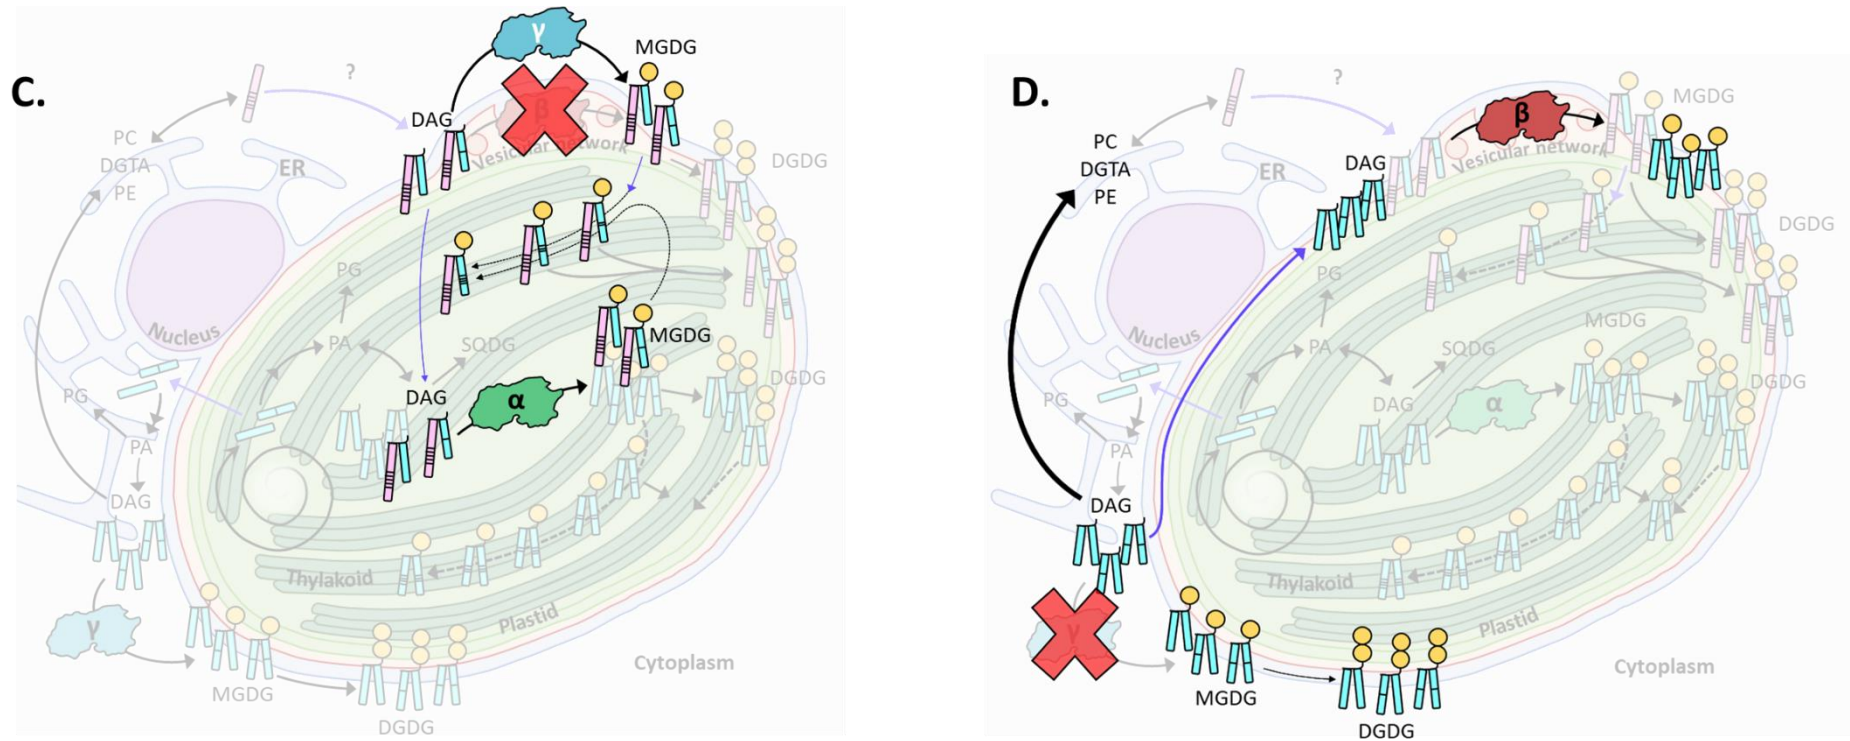 C.
γ
MGDG
?
DAG
β
Vesicular network
PC
DGTA
PE
ER
DGDG
PG
Nucleus
PA
SQDG
MGDG
DAG
α
DGDG
PG
PA
DAG
Thylakoid
Plastid
γ
Cytoplasm
MGDG
DGDG
D.
?
β
MGDG
PC
DGTA
PE
Vesicular network
DAG
ER
DGDG
PG
Nucleus
PA
SQDG
MGDG
DAG
α
DGDG
PG
PA
DAG
Thylakoid
Plastid
γ
Cytoplasm
MGDG
DGDG